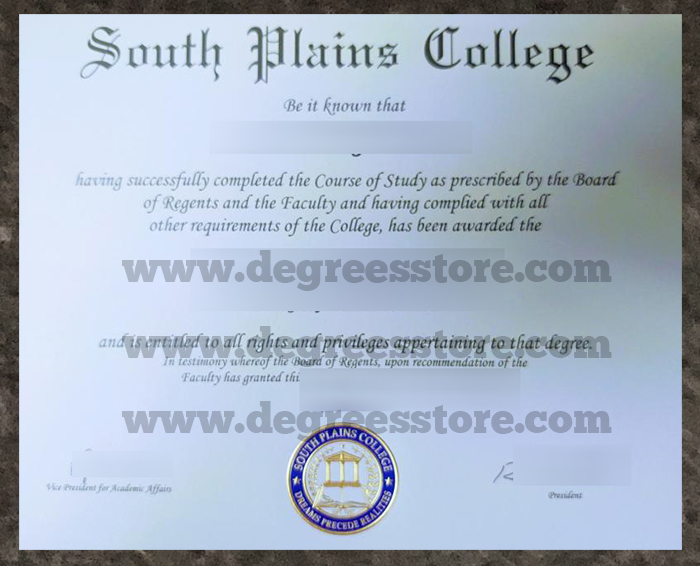 South Plains College
Be it known that
having successfully completed the Course of Study as prescribed by the Board
of Regents and the Faculty and having complied with all
other requirements of the College, has been awarded the
www.degreesstore.com
www.degreesstore.com
and is entitled to all rights and privileges appertaining to that degree.
In testimony whereof the Board of Regents, upon recommendation of the
Faculty has granted thi
www.degreesstore.com
SOUTH PLAINS COLLEGE
DREAMS PRECEDE REALITIES
Vice President for Academic Affairs
President